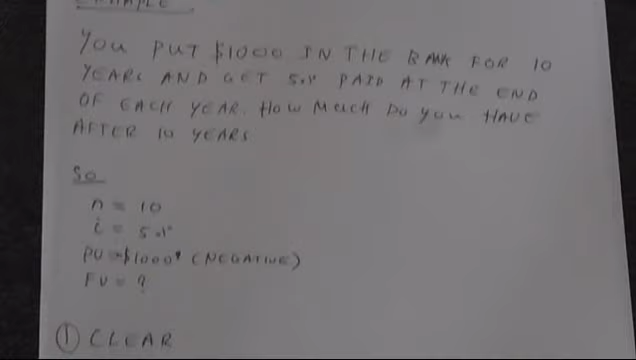 EXAMPLE
YOU PUT $1000 IN THE BANK FOR 10
YEARS AND GET 5% PAID AT THE END
OF EACH YEAR. HOW MUCH DO YOU HAVE
AFTER 10 YEARS
SO
n = 10
i = 5%
PV = $1000* (NEGATIVE)
FV = ?
① CLEAR